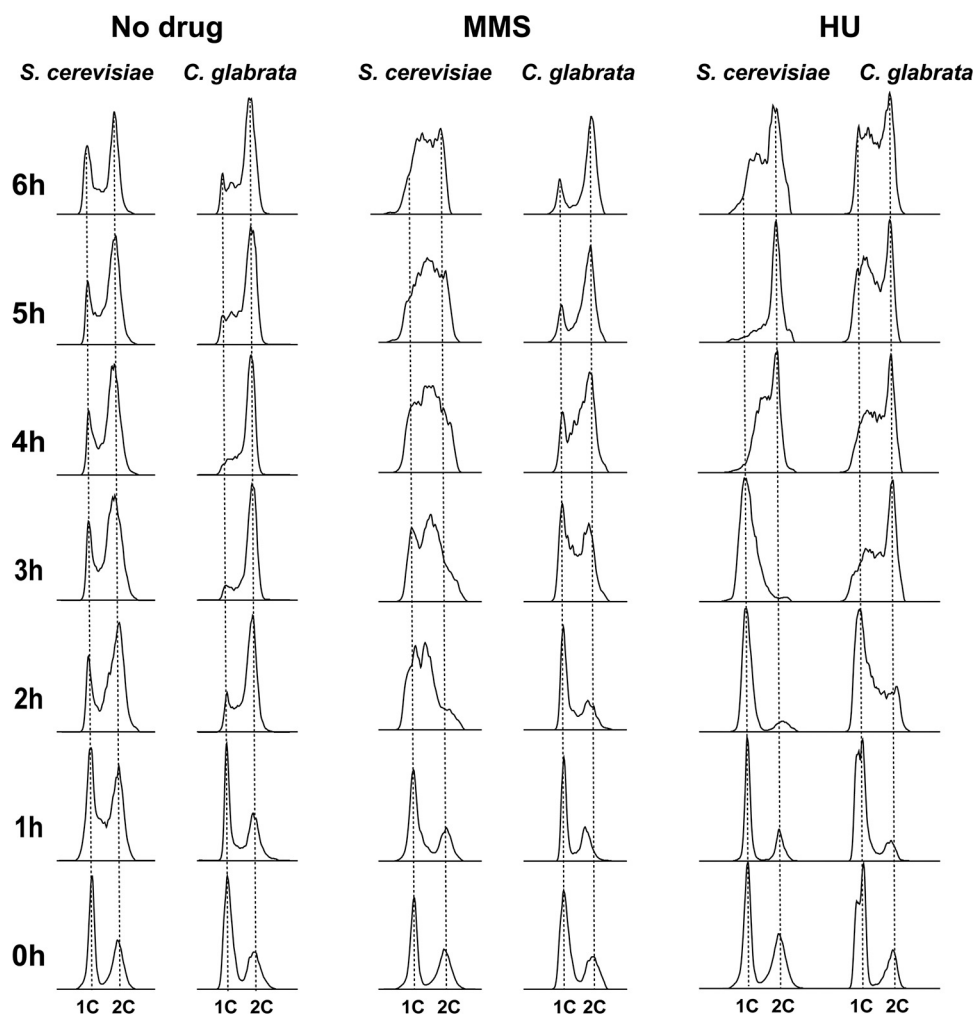 No drug MMS HU
S. cerevisiae C. glabrata S. cerevisiae C. glabrata S. cerevisiae C. glabrata
6h
5h
4h
3h
2h
1h
0h
1C 2C 1C 2C 1C 2C 1C 2C 1C 2C 1C 2C